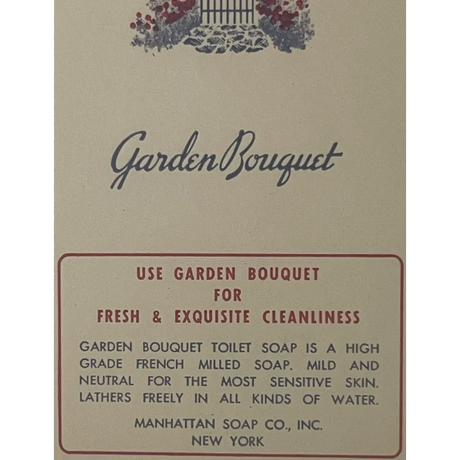 Garden Bouquet
USE GARDEN BOUQUET
FOR
FRESH & EXQUISITE CLEANLINESS
GARDEN BOUQUET TOILET SOAP IS A HIGH
GRADE FRENCH MILLED SOAP. MILD AND
NEUTRAL FOR THE MOST SENSITIVE SKIN.
LATHERS FREELY IN ALL KINDS OF WATER.
MANHATTAN SOAP CO., INC.
NEW YORK